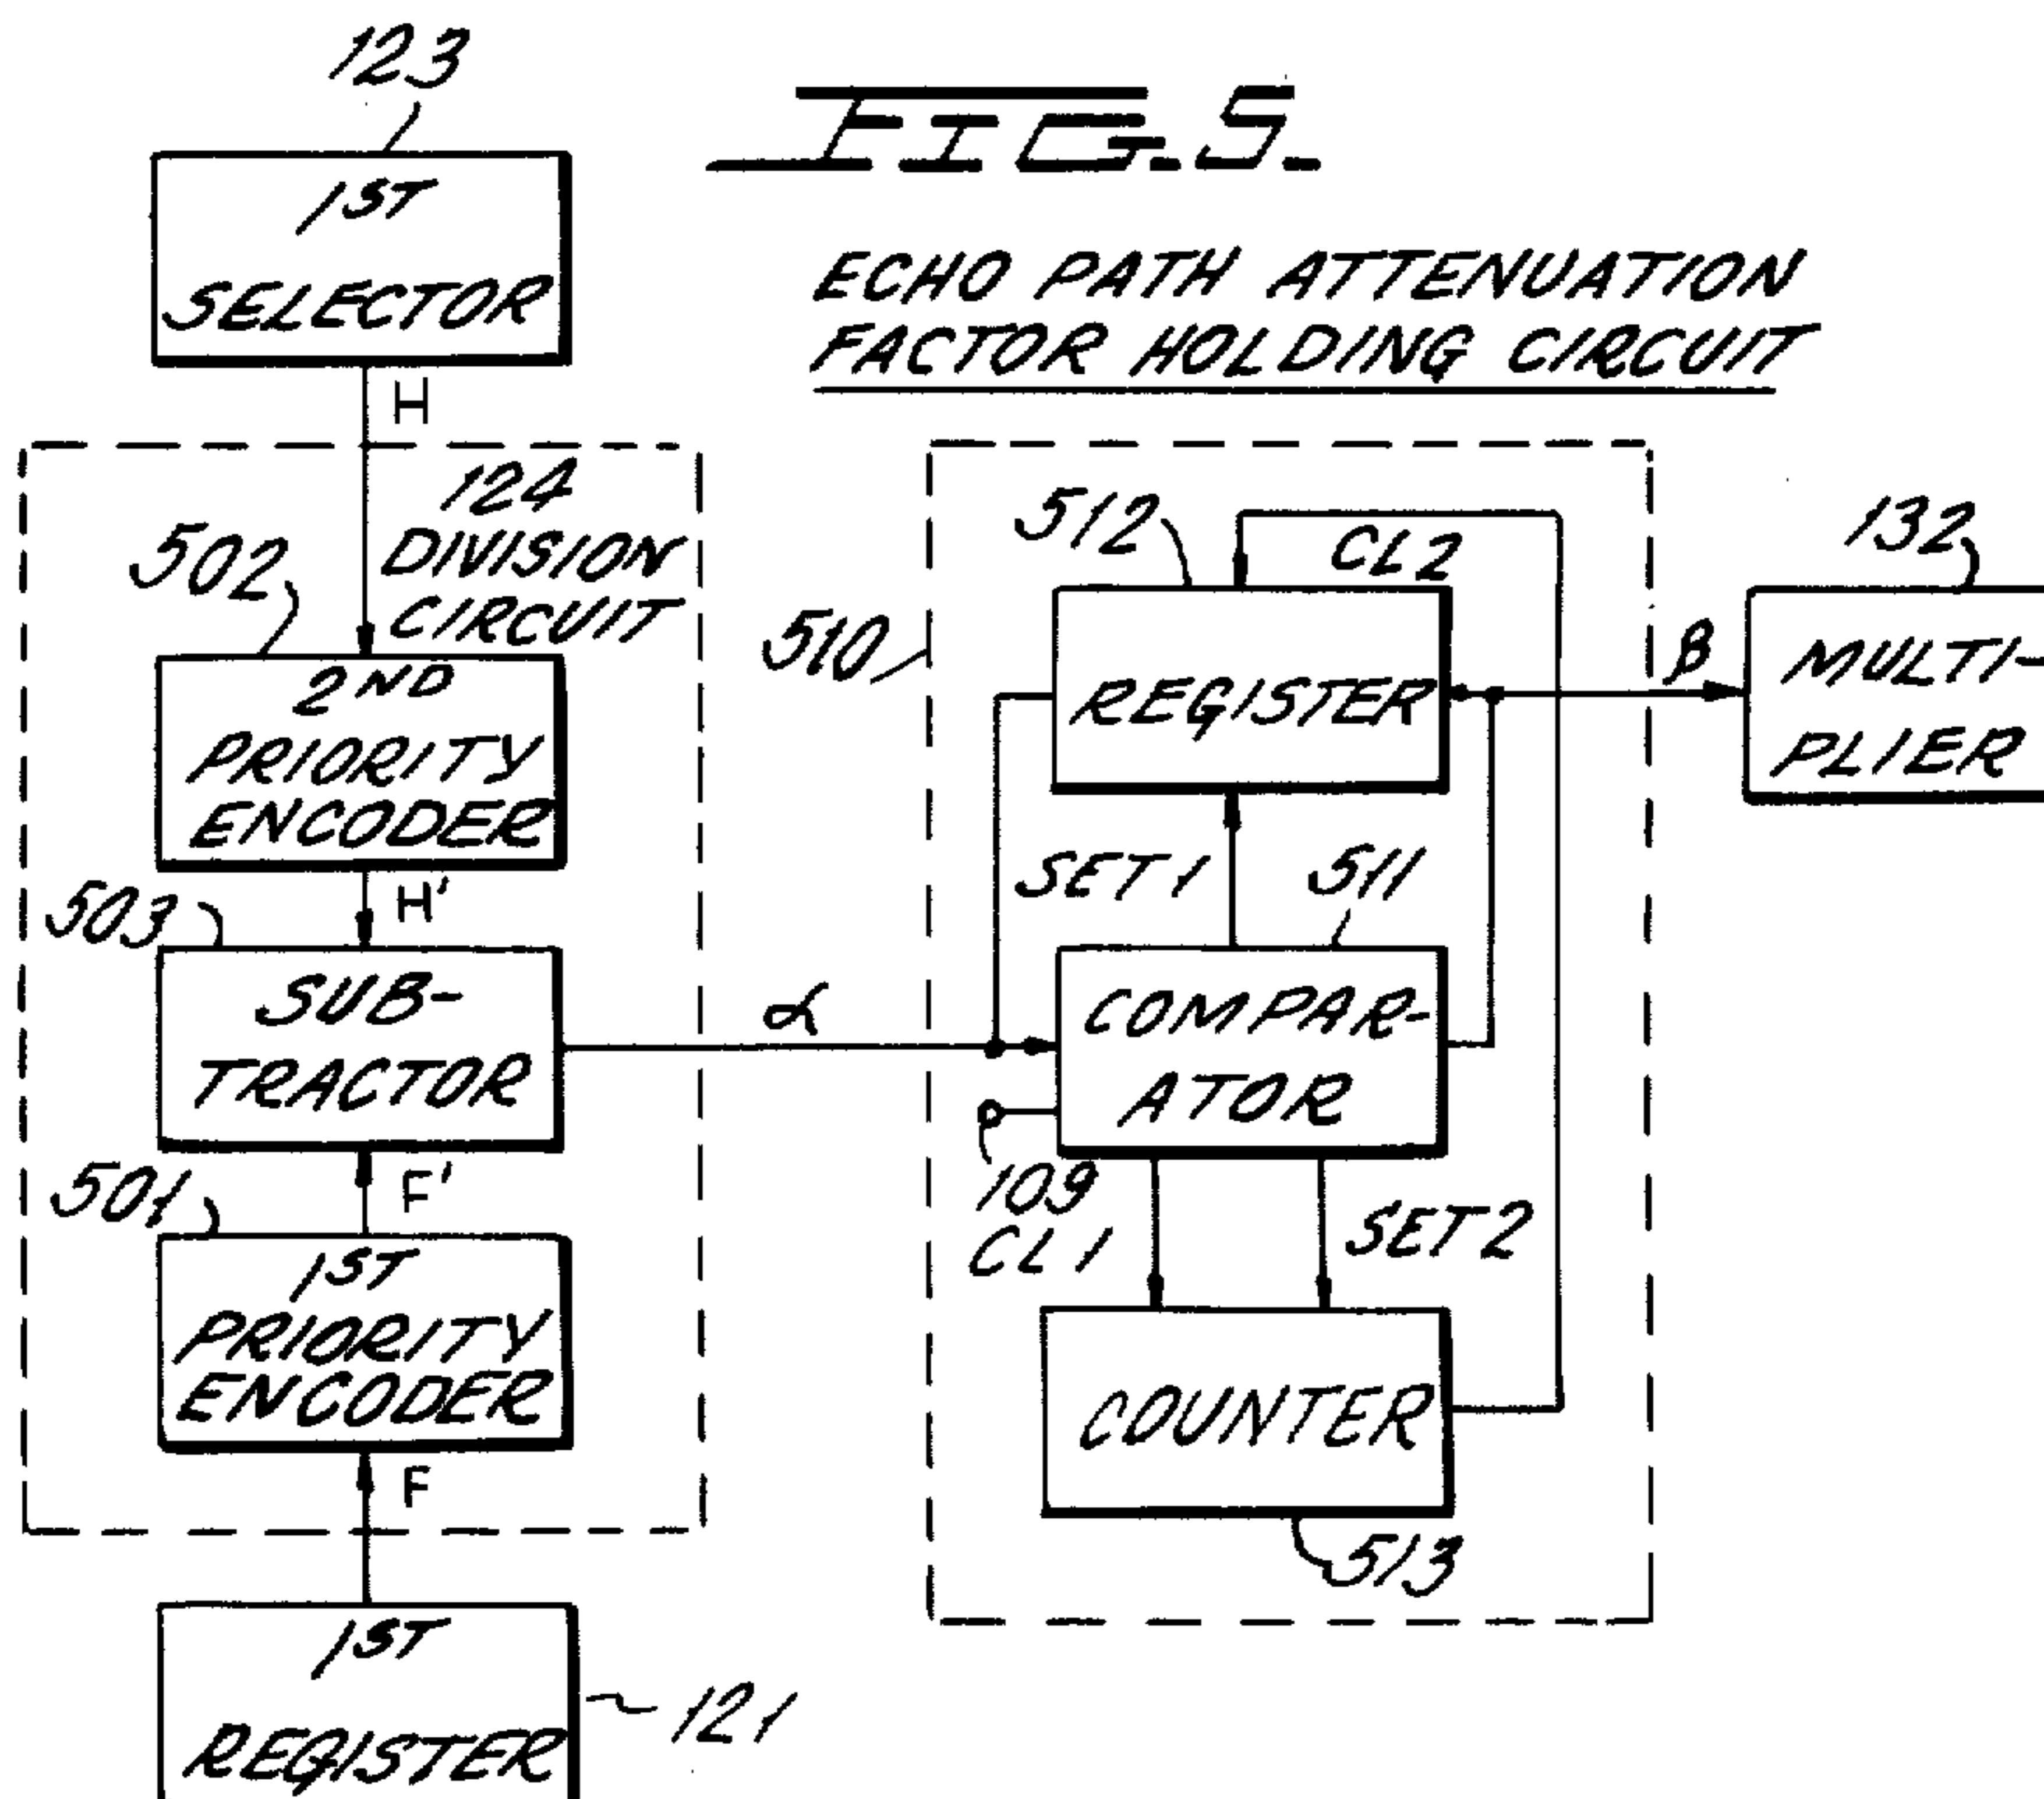 123
FIG.5.
1ST
SELECTOR
ECHO PATH ATTENUATION
FACTOR HOLDING CIRCUIT
H
124
DIVISION
CIRCUIT
502
2ND
PRIORITY
ENCODER
H'
503
SUB-
TRACTOR
α
501
F'
1ST
PRIORITY
ENCODER
F
1ST
REGISTER
121
510
512
CL2
REGISTER
SET1
511
COMPAR-
ATOR
109
CL1
SET2
COUNTER
513
β
132
MULTI-
PLIER